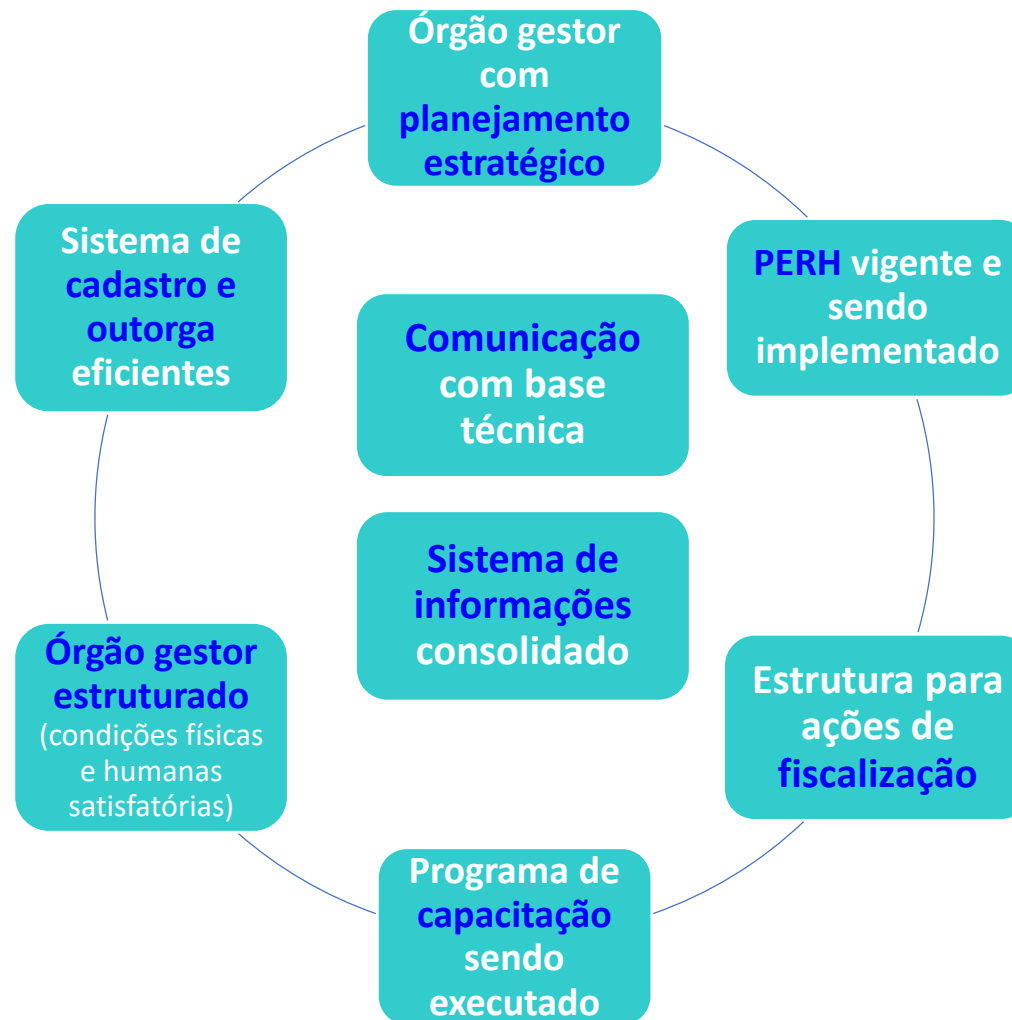 Órgão gestor
com
planejamento
estratégico
Sistema de
cadastro e
outorga
eficientes
PERH vigente e
sendo
implementado
Comunicação
com base
técnica
Sistema de
informações
consolidado
Órgão gestor
estruturado
(condições físicas
e humanas
satisfatórias)
Estrutura para
ações de
fiscalização
Programa de
capacitação
sendo
executado